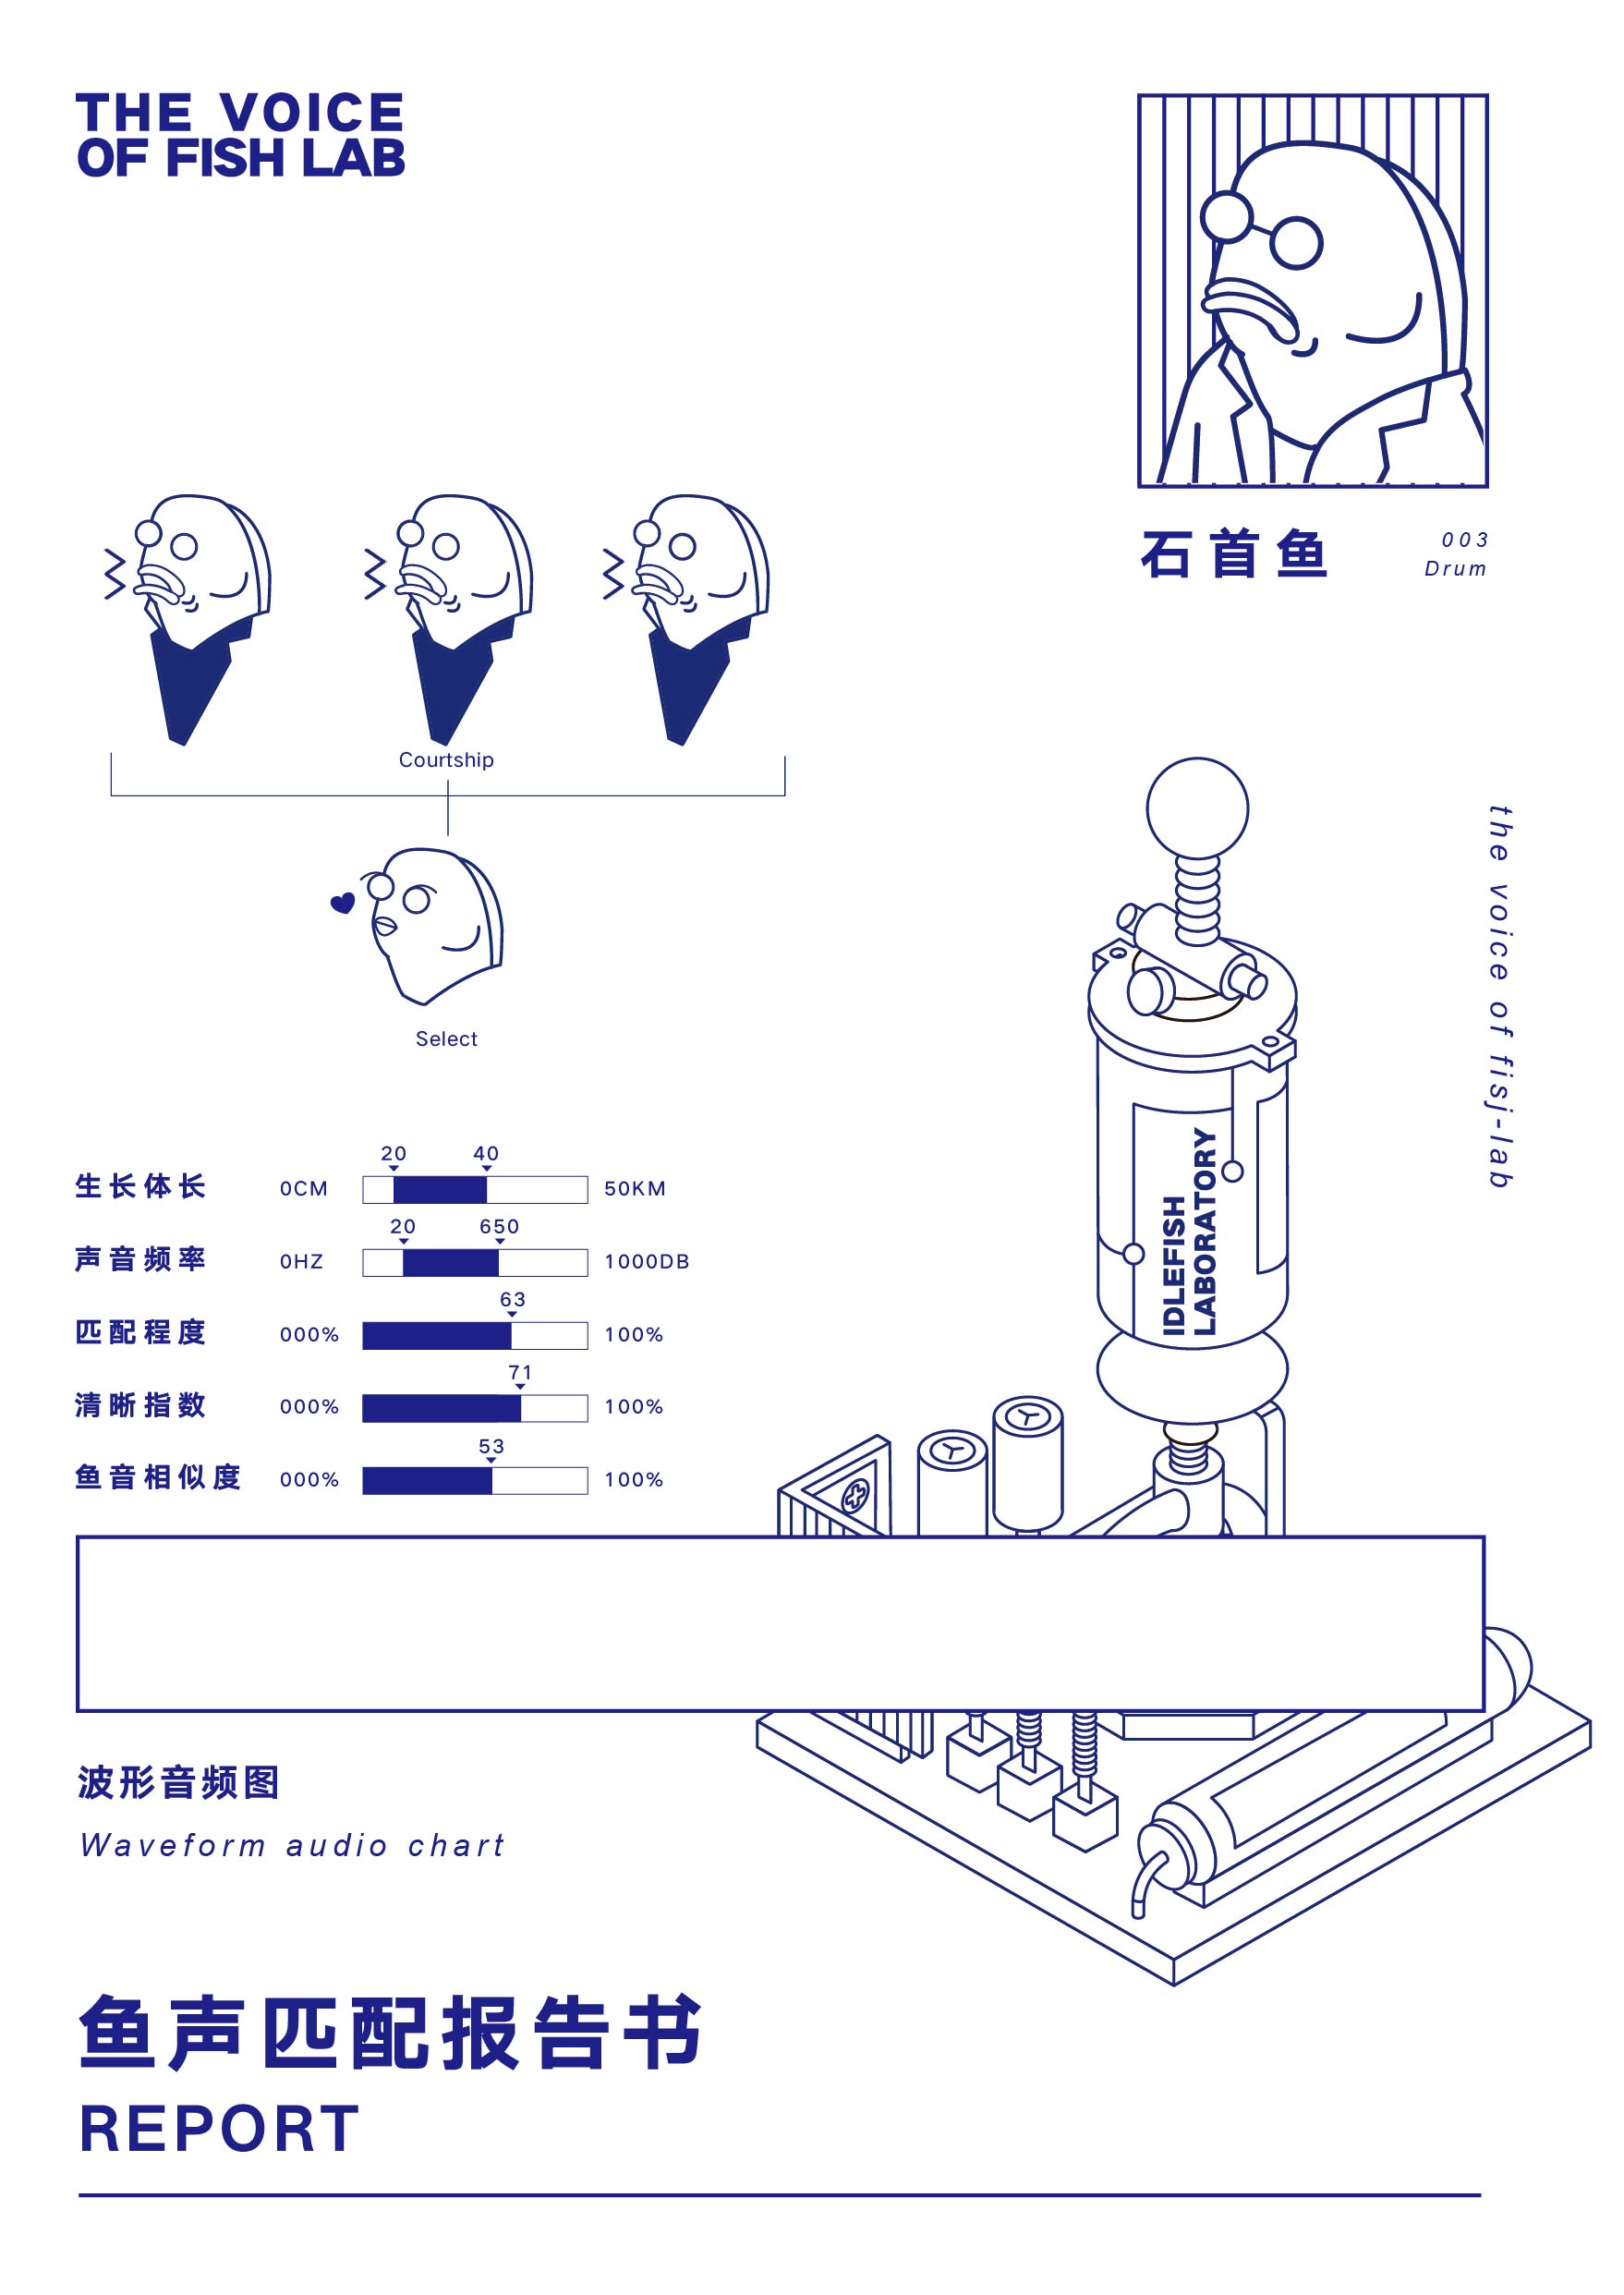 THE VOICE
OF FISH LAB
石首鱼
003
Drum
Courtship
Select
the voice of fisj-lab
IDLEFISH
LABORATORY
20 40
生长体长 0CM 50KM
20 650
声音频率 0HZ 1000DB
63
匹配程度 000% 100%
71
清晰指数 000% 100%
53
鱼音相似度 000% 100%
波形音频图
Waveform audio chart
鱼声匹配报告书
REPORT